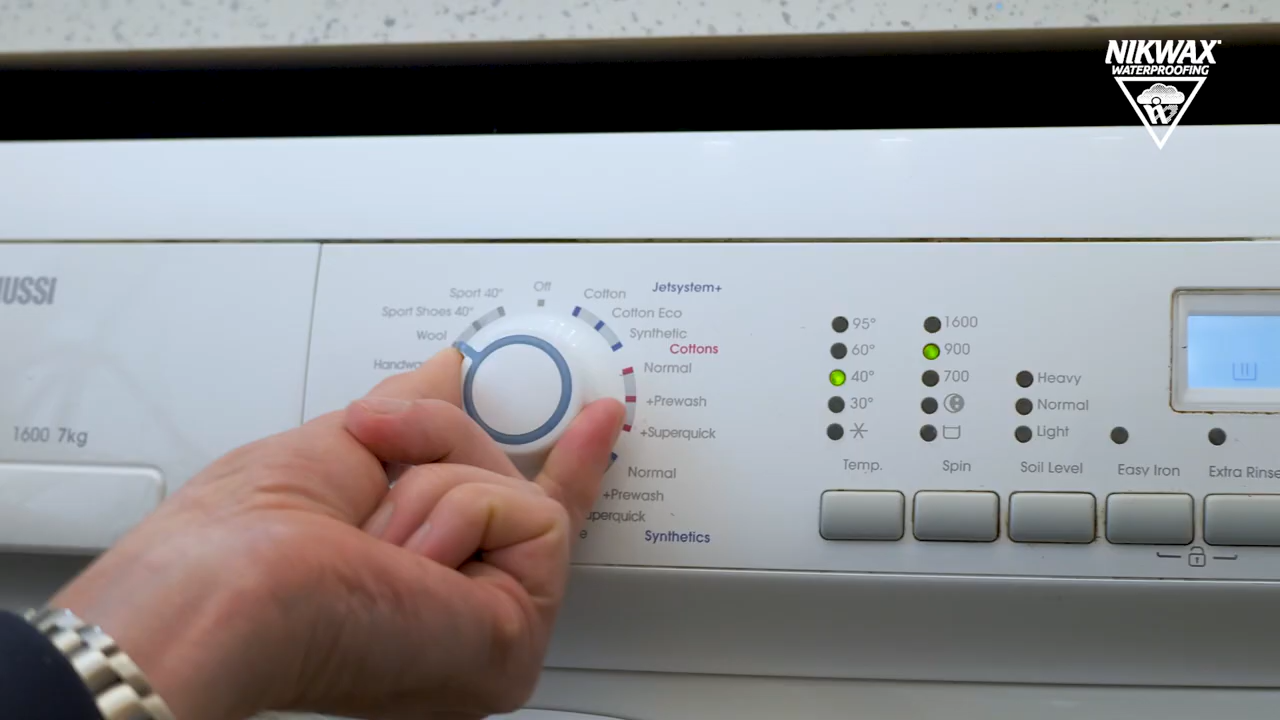 NIKWAX
WATERPROOFING
USSI
1600 7kg
Off
Sport 40°
Sport Shoes 40°
Wool
Cotton
Jetsystem+
Cotton Eco
Synthetic
Cottons
Normal
+Prewash
+Superquick
Normal
+Prewash
Synthetics
95°
60°
40°
30°
Temp.
1600
900
700
Spin
Heavy
Normal
Light
Soil Level
Easy Iron
Extra Rinse